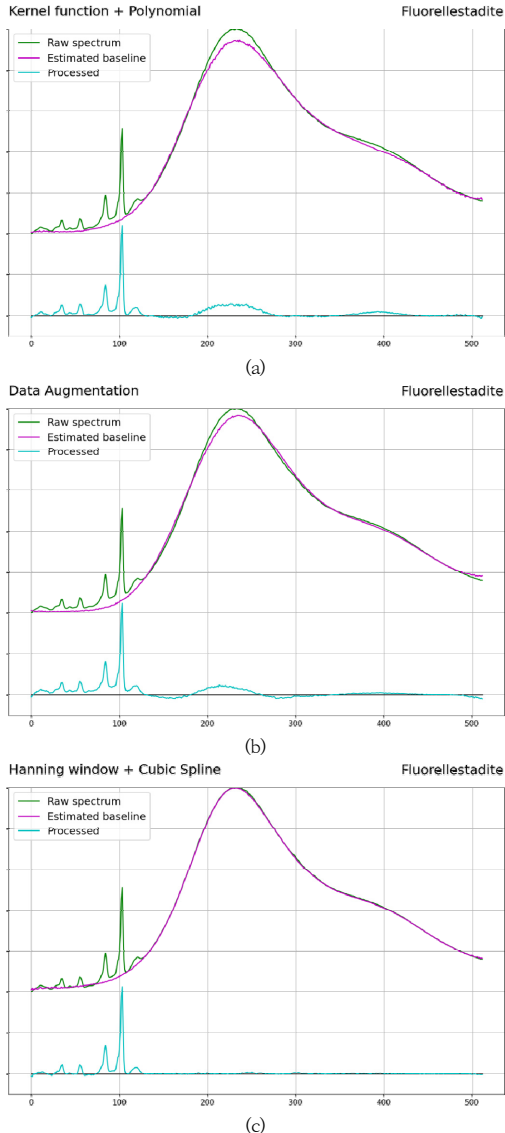 Kernel function + Polynomial Fluorellestadite
Raw spectrum
Estimated baseline
Processed
0 100 200 300 400 500
(a)
Data Augmentation Fluorellestadite
Raw spectrum
Estimated baseline
Processed
0 100 200 300 400 500
(b)
Hanning window + Cubic Spline Fluorellestadite
Raw spectrum
Estimated baseline
Processed
0 100 200 300 400 500
(c)